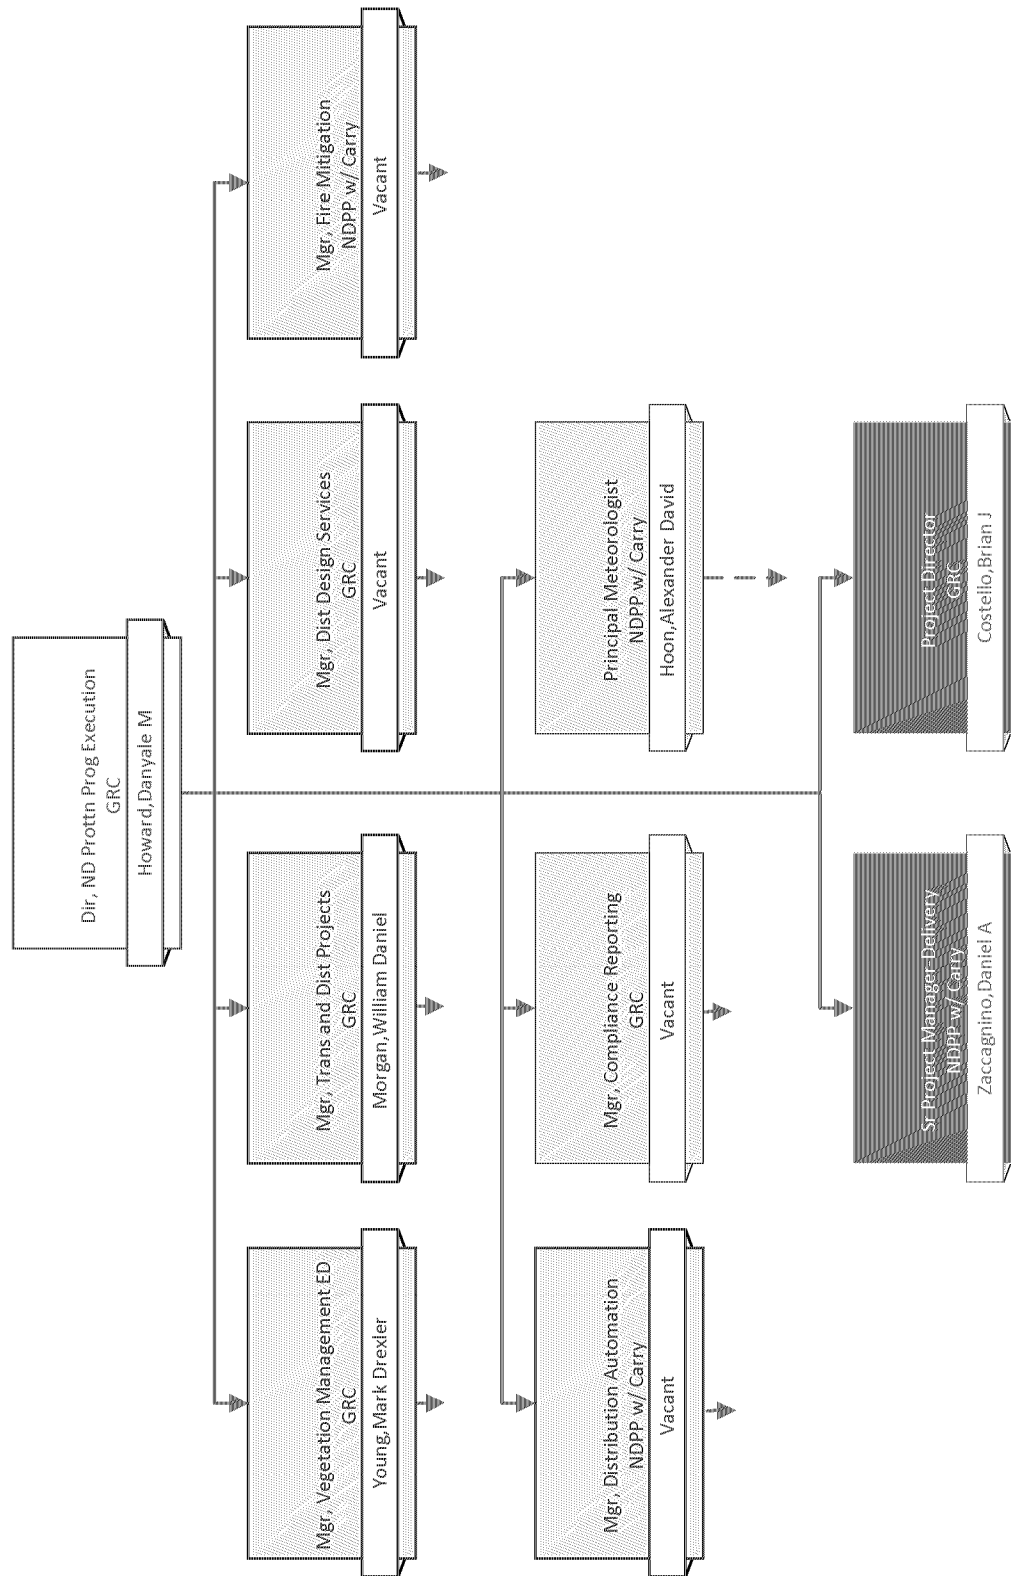 Dir, ND Prottn Prog Execution
GRC
Howard,Danyale M
Mgr, Vegetation Management ED
GRC
Young,Mark Drexler
Mgr, Trans and Dist Projects
GRC
Morgan,William Daniel
Mgr, Dist Design Services
GRC
Vacant
Mgr, Fire Mitigation
NDPP w/ Carry
Vacant
Mgr, Distribution Automation
NDPP w/ Carry
Vacant
Mgr, Compliance Reporting
GRC
Vacant
Principal Meteorologist
NDPP w/ Carry
Hoon,Alexander David
Sr Project Manager-Delivery
NDPP w/ Carry
Zaccagnino,Daniel A
Project Director
GRC
Costello,Brian J